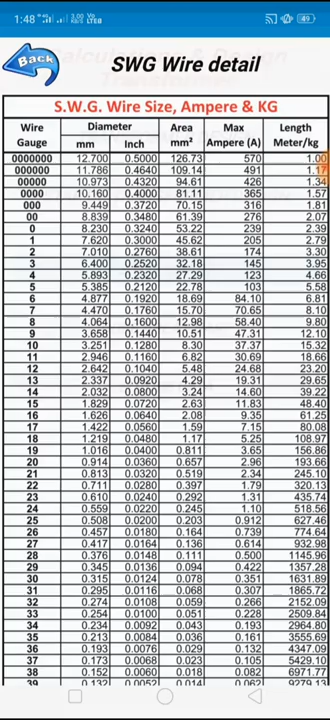 1:48 4G 3.00 KB/S Vo LTE 49
Back SWG Wire detail
S.W.G. Wire Size, Ampere & KG
Wire Gauge Diameter Area mm² Max Ampere (A) Length Meter/kg
mm Inch
0000000 12.700 0.5000 126.73 570 1.00
000000 11.786 0.4640 109.14 491 1.17
00000 10.973 0.4320 94.61 426 1.34
0000 10.160 0.4000 81.11 365 1.57
000 9.449 0.3720 70.15 316 1.81
00 8.839 0.3480 61.39 276 2.07
0 8.230 0.3240 53.22 239 2.39
1 7.620 0.3000 45.62 205 2.79
2 7.010 0.2760 38.61 174 3.30
3 6.400 0.2520 32.18 145 3.95
4 5.893 0.2320 27.29 123 4.66
5 5.385 0.2120 22.78 103 5.58
6 4.877 0.1920 18.69 84.10 6.81
7 4.470 0.1760 15.70 70.65 8.10
8 4.064 0.1600 12.98 58.40 9.80
9 3.658 0.1440 10.51 47.31 12.10
10 3.251 0.1280 8.30 37.37 15.32
11 2.946 0.1160 6.82 30.69 18.66
12 2.642 0.1040 5.48 24.68 23.20
13 2.337 0.0920 4.29 19.31 29.65
14 2.032 0.0800 3.24 14.60 39.22
15 1.829 0.0720 2.63 11.83 48.40
16 1.626 0.0640 2.08 9.35 61.25
17 1.422 0.0560 1.59 7.15 80.08
18 1.219 0.0480 1.17 5.25 108.97
19 1.016 0.0400 0.811 3.65 156.86
20 0.914 0.0360 0.657 2.96 193.66
21 0.813 0.0320 0.519 2.34 245.10
22 0.711 0.0280 0.397 1.79 320.13
23 0.610 0.0240 0.292 1.31 435.74
24 0.559 0.0220 0.245 1.10 518.56
25 0.508 0.0200 0.203 0.912 627.46
26 0.457 0.0180 0.164 0.739 774.64
27 0.417 0.0164 0.136 0.614 932.98
28 0.376 0.0148 0.111 0.500 1145.96
29 0.345 0.0136 0.094 0.422 1357.28
30 0.315 0.0124 0.078 0.351 1631.89
31 0.295 0.0116 0.068 0.307 1865.72
32 0.274 0.0108 0.059 0.266 2152.09
33 0.254 0.0100 0.051 0.228 2509.84
34 0.234 0.0092 0.043 0.193 2964.80
35 0.213 0.0084 0.036 0.161 3555.69
36 0.193 0.0076 0.029 0.132 4347.09
37 0.173 0.0068 0.023 0.105 5429.10
38 0.152 0.0060 0.018 0.082 6971.77
39 0.132 0.0052 0.014 0.062 9279.13